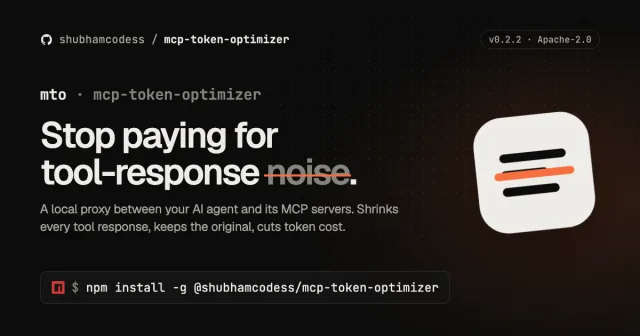 shubhamcodess / mcp-token-optimizer
v0.2.2 · Apache-2.0
mto · mcp-token-optimizer
Stop paying for
tool-response noise.
A local proxy between your AI agent and its MCP servers. Shrinks
every tool response, keeps the original, cuts token cost.
$ npm install -g @shubhamcodess/mcp-token-optimizer